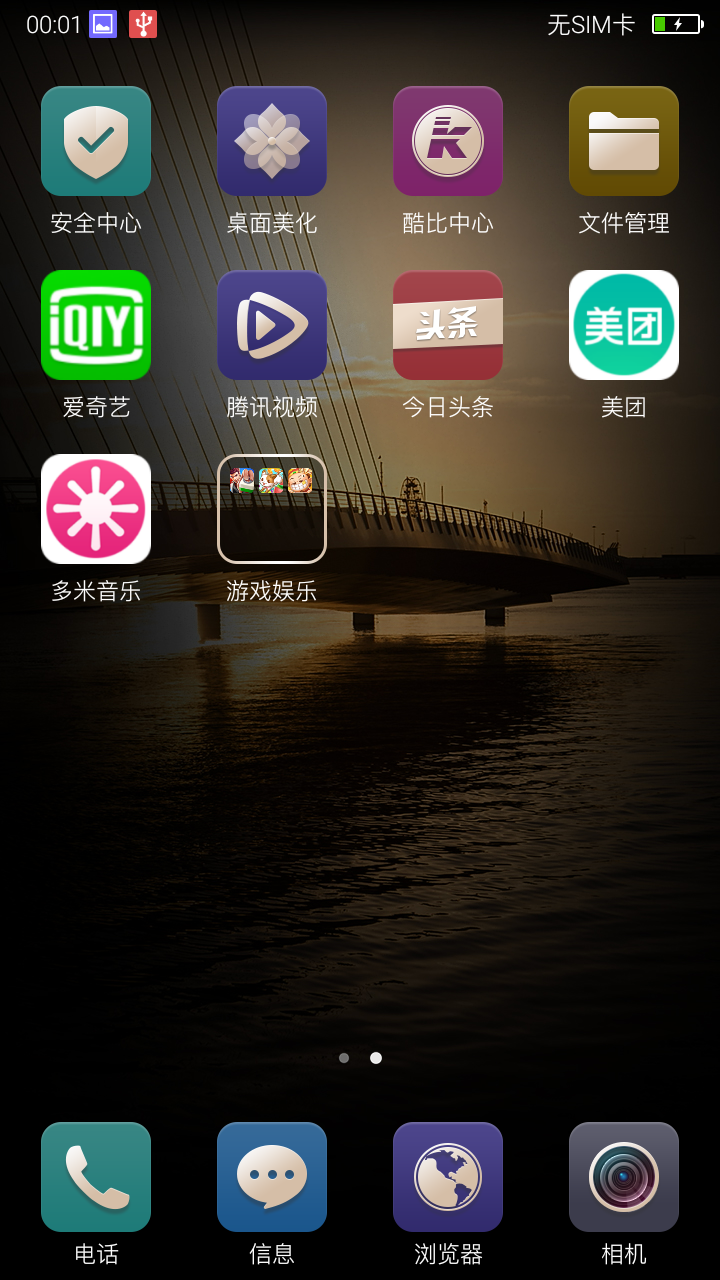 00:01 无SIM卡
安全中心 桌面美化 酷比中心 文件管理
iQIYI 头条 美团
爱奇艺 腾讯视频 今日头条 美团
多米音乐 游戏娱乐
电话 信息 浏览器 相机